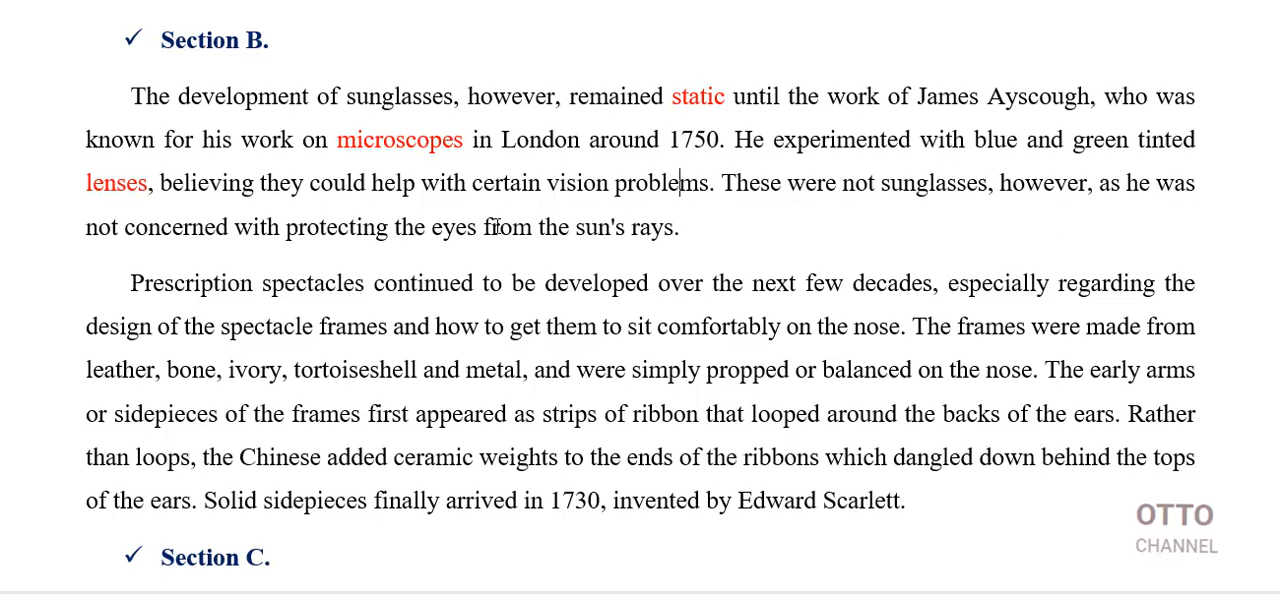 ✓ Section B.
The development of sunglasses, however, remained static until the work of James Ayscough, who was
known for his work on microscopes in London around 1750. He experimented with blue and green tinted
lenses, believing they could help with certain vision problems. These were not sunglasses, however, as he was
not concerned with protecting the eyes from the sun's rays.
Prescription spectacles continued to be developed over the next few decades, especially regarding the
design of the spectacle frames and how to get them to sit comfortably on the nose. The frames were made from
leather, bone, ivory, tortoiseshell and metal, and were simply propped or balanced on the nose. The early arms
or sidepieces of the frames first appeared as strips of ribbon that looped around the backs of the ears. Rather
than loops, the Chinese added ceramic weights to the ends of the ribbons which dangled down behind the tops
of the ears. Solid sidepieces finally arrived in 1730, invented by Edward Scarlett.
OTTO
CHANNEL
✓ Section C.